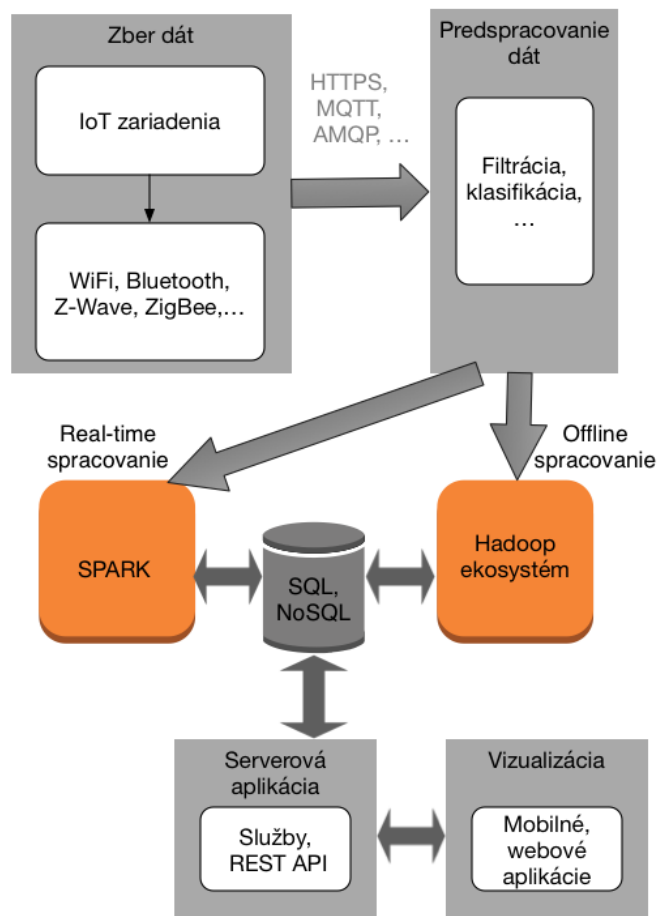 Zber dát
IoT zariadenia
WiFi, Bluetooth,
Z-Wave, ZigBee,...
HTTPS,
MQTT,
AMQP, ...
Predspracovanie
dát
Filtrácia,
klasifikácia,
...
Real-time
spracovanie
Offline
spracovanie
SPARK
SQL,
NoSQL
Hadoop
ekosystém
Serverová
aplikácia
Služby,
REST API
Vizualizácia
Mobilné,
webové
aplikácie